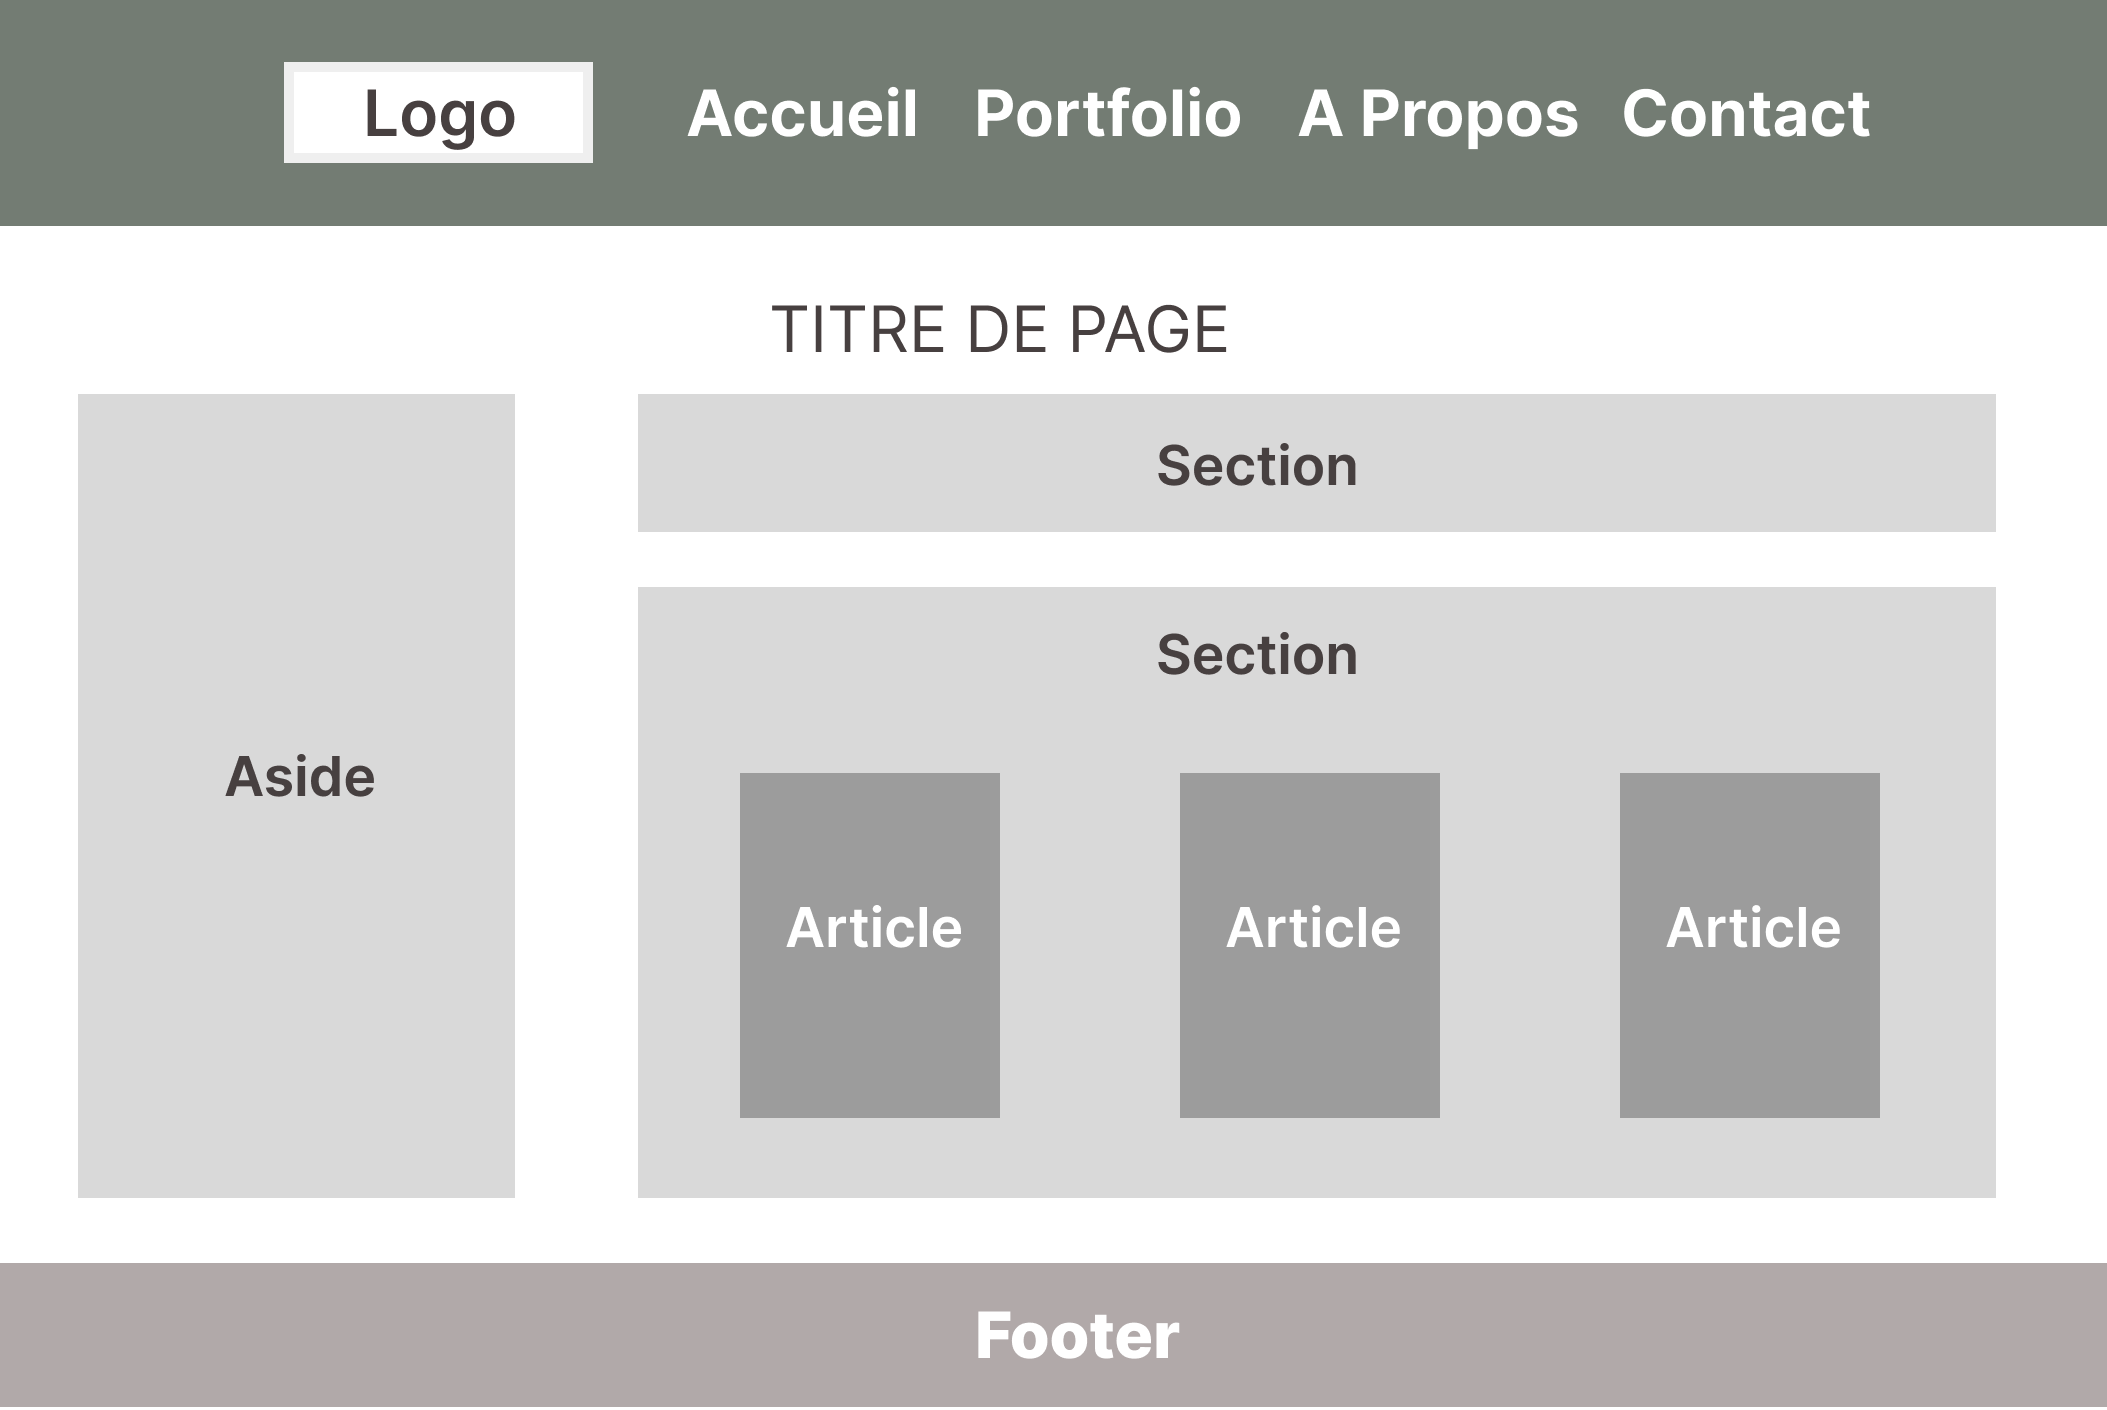 Logo Accueil Portfolio A Propos Contact
TITRE DE PAGE
Section
Section
Aside
Article Article Article
Footer